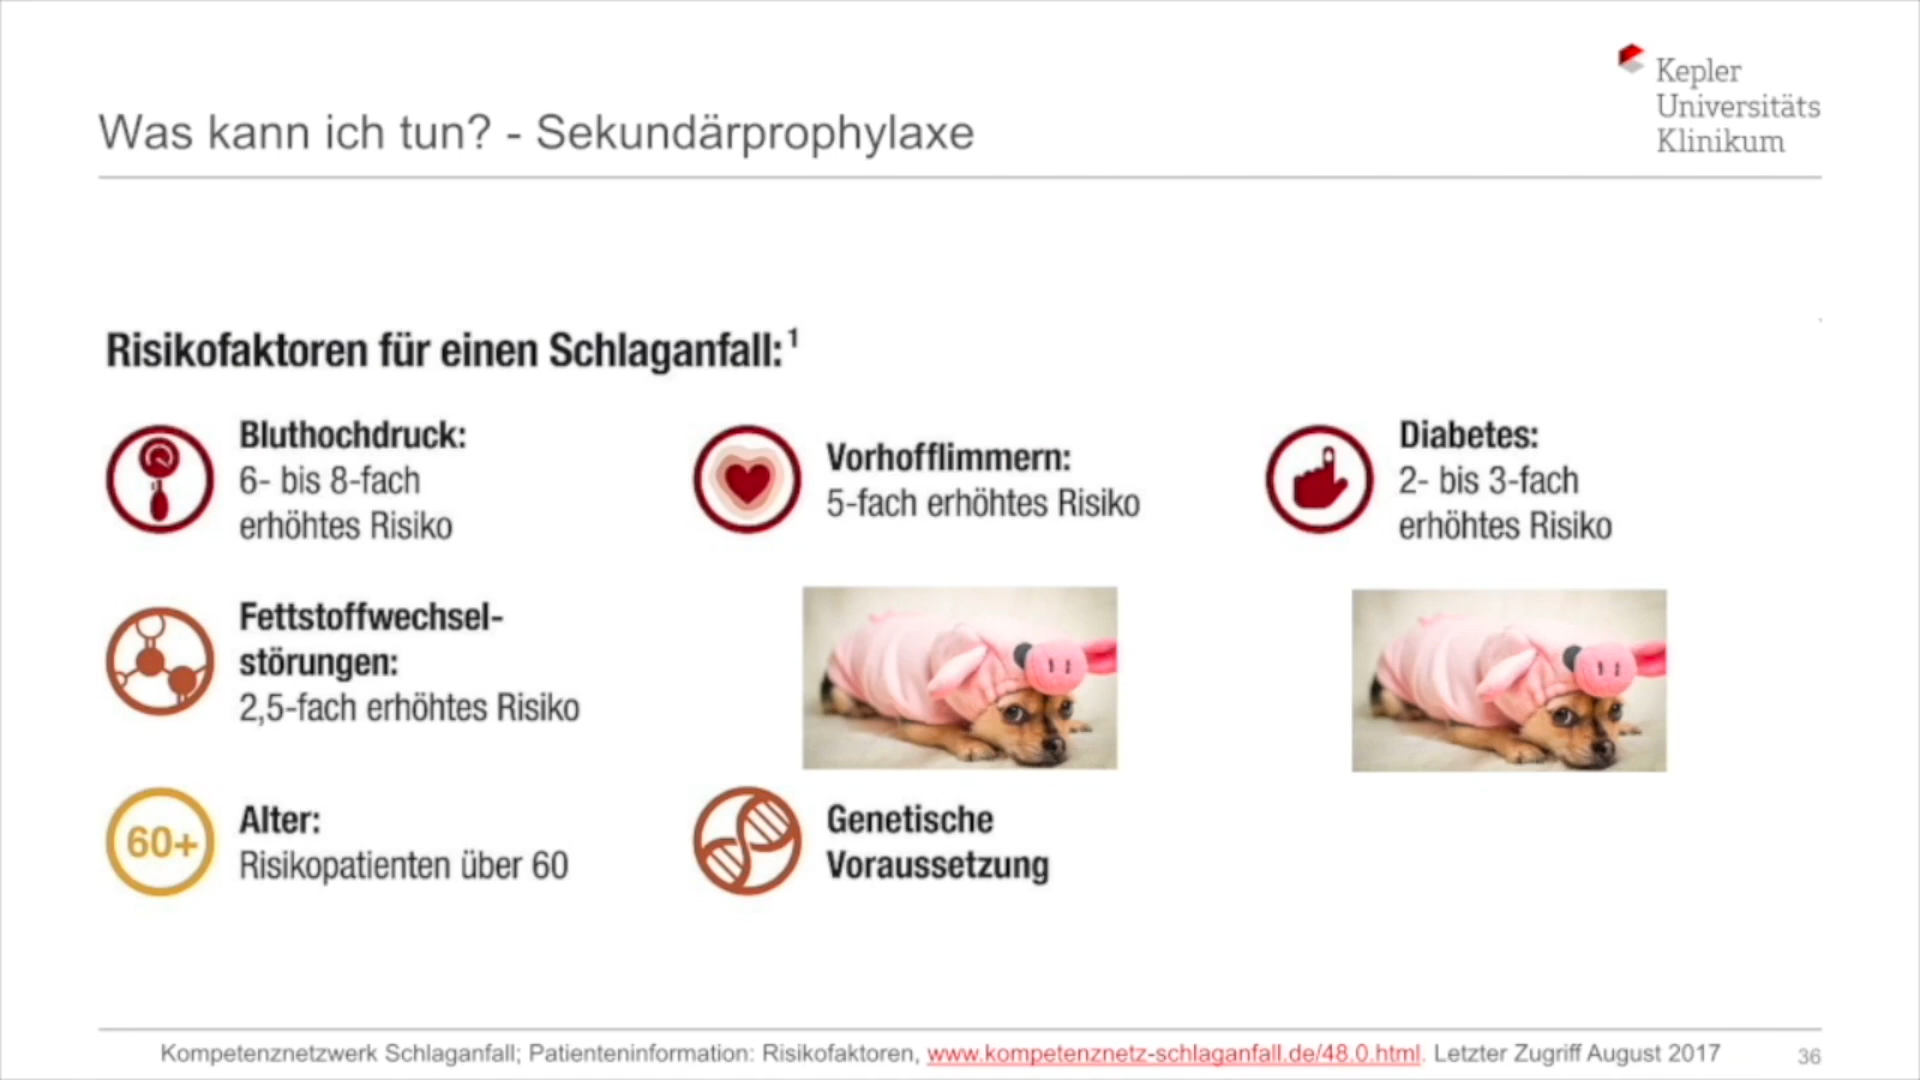 Kepler
Universitäts
Klinikum
Was kann ich tun? - Sekundärprophylaxe
Risikofaktoren für einen Schlaganfall:¹
Bluthochdruck:
6- bis 8-fach
erhöhtes Risiko
Vorhofflimmern:
5-fach erhöhtes Risiko
Diabetes:
2- bis 3-fach
erhöhtes Risiko
Fettstoffwechsel-
störungen:
2,5-fach erhöhtes Risiko
60+
Alter:
Risikopatienten über 60
Genetische
Voraussetzung
Kompetenznetzwerk Schlaganfall; Patienteninformation: Risikofaktoren, www.kompetenznetz-schlaganfall.de/48.0.html. Letzter Zugriff August 2017
36